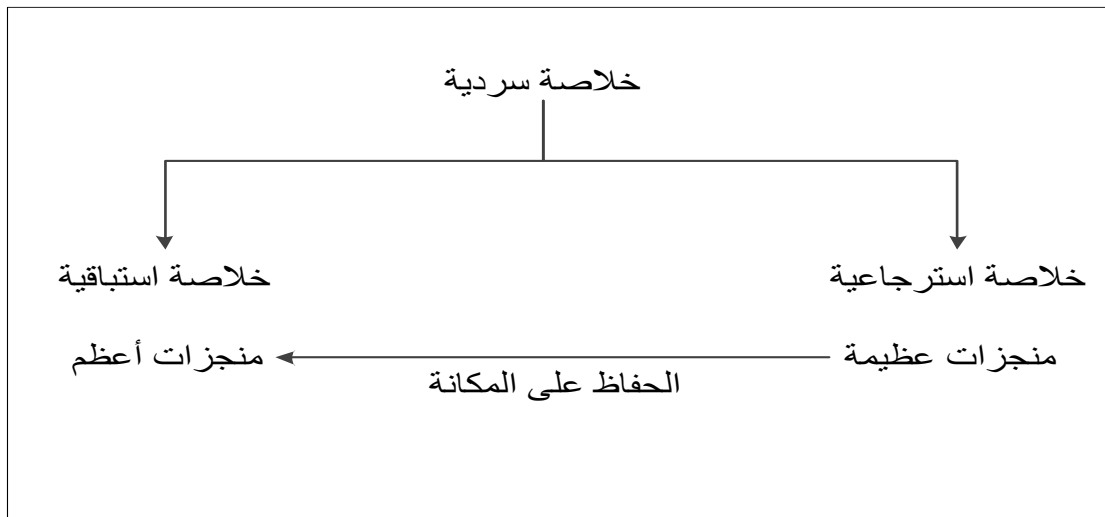 خلاصة سردية
خلاصة استرجاعية
خلاصة استباقية
منجزات عظيمة
منجزات أعظم
الحفاظ على المكانة